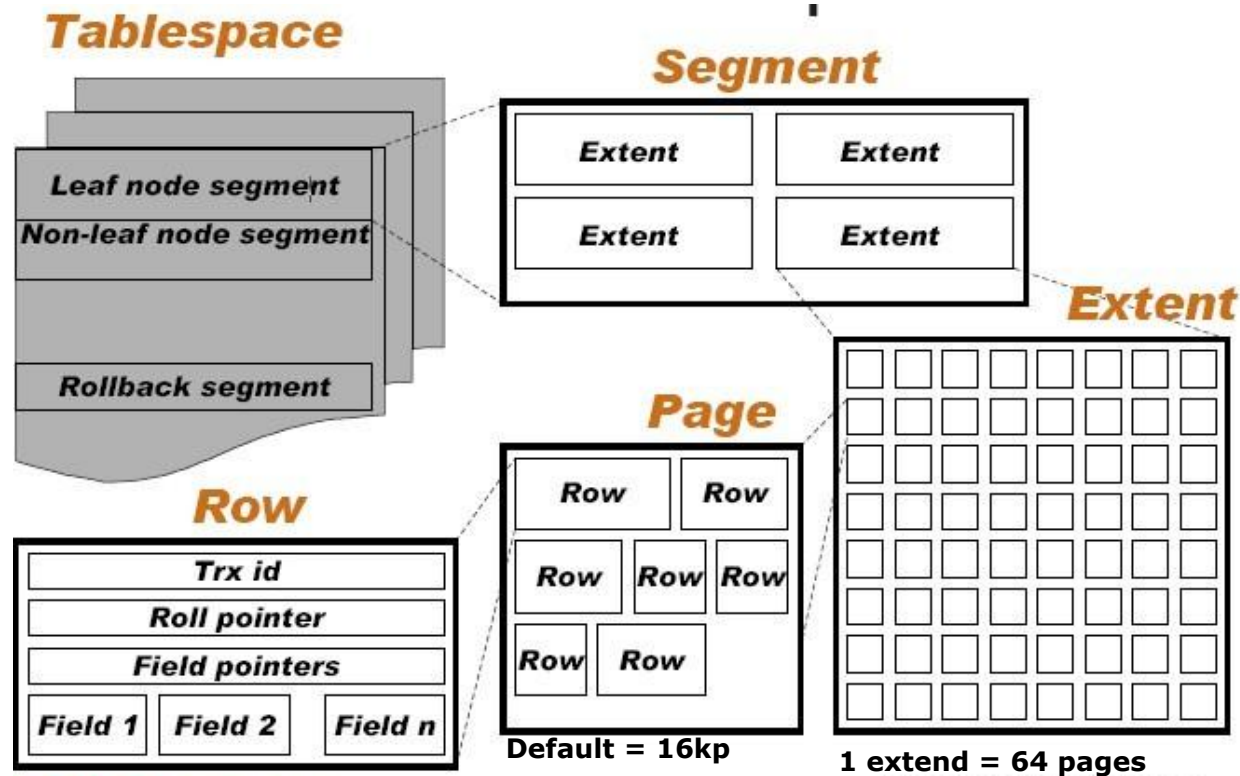 Tablespace
Leaf node segment
Non-leaf node segment
Rollback segment
Segment
Extent Extent
Extent Extent
Extent
Page
Row Row
Row Row Row
Row Row
Default = 16kp
1 extend = 64 pages
Row
Trx id
Roll pointer
Field pointers
Field 1 Field 2 Field n